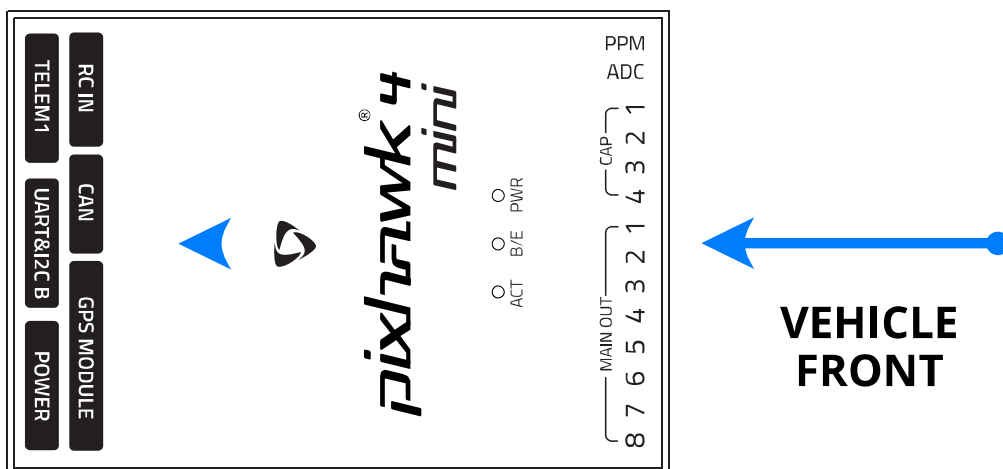 TELEM1
UART&I2C B
POWER
RC IN
CAN
GPS MODULE
pixhawk 4®
mini
PWR
B/E
ACT
PPM
ADC
CAP
1 2 3 4
MAIN OUT
1 2 3 4 5 6 7 8
VEHICLE
FRONT